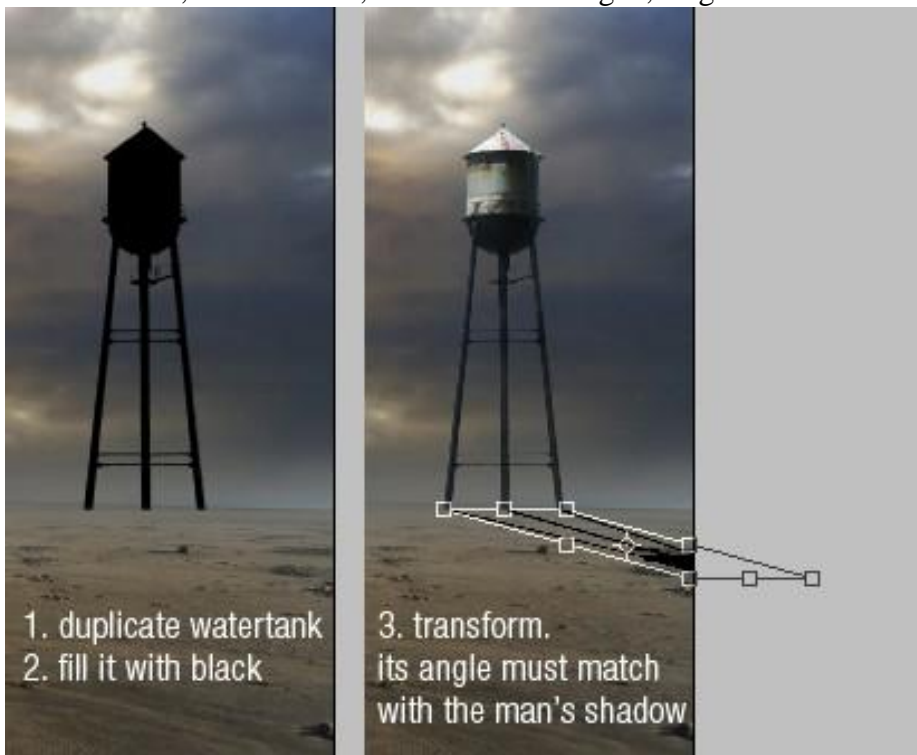 1. duplicate watertank
2. fill it with black
3. transform.
its angle must match
with the man's shadow